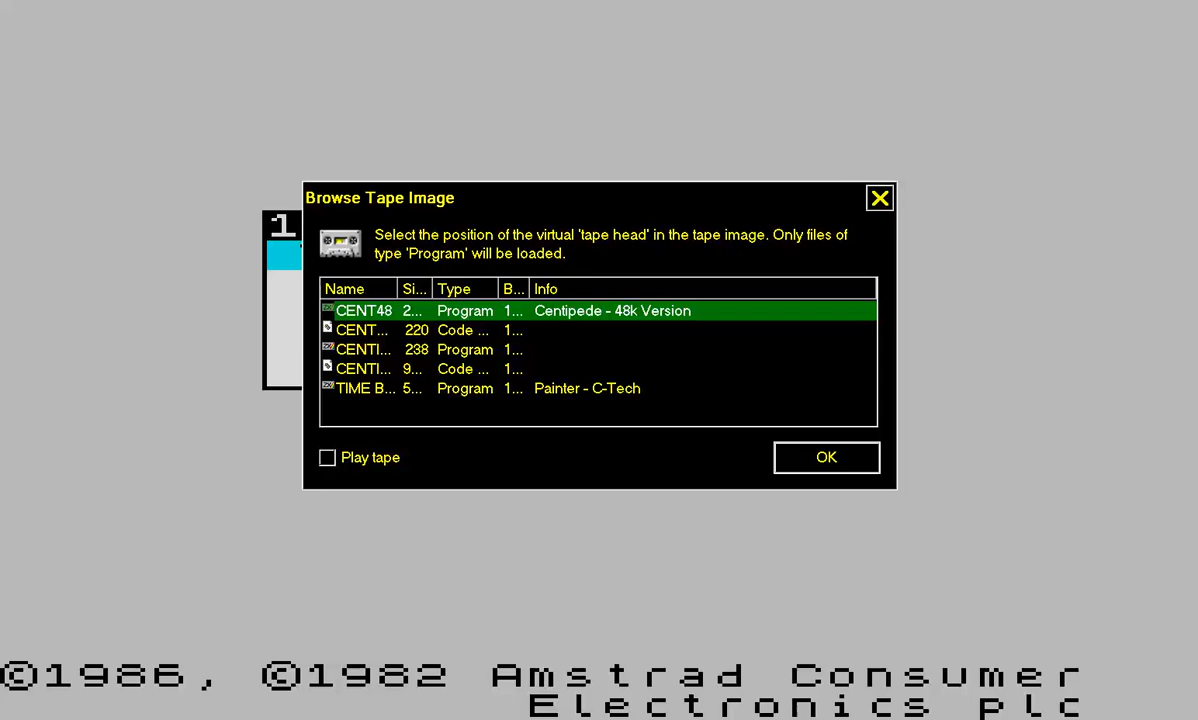 Browse Tape Image
1
Select the position of the virtual 'tape head' in the tape image. Only files of
type 'Program' will be loaded.
Name Si... Type B... Info
CENT48 2... Program 1... Centipede - 48k Version
CENT... 220 Code ... 1...
CENTI... 238 Program 1...
CENTI... 9... Code ... 1...
TIME B... 5... Program 1... Painter - C-Tech
Play tape
OK
©1986, ©1982 Amstrad Consumer
Electronics plc